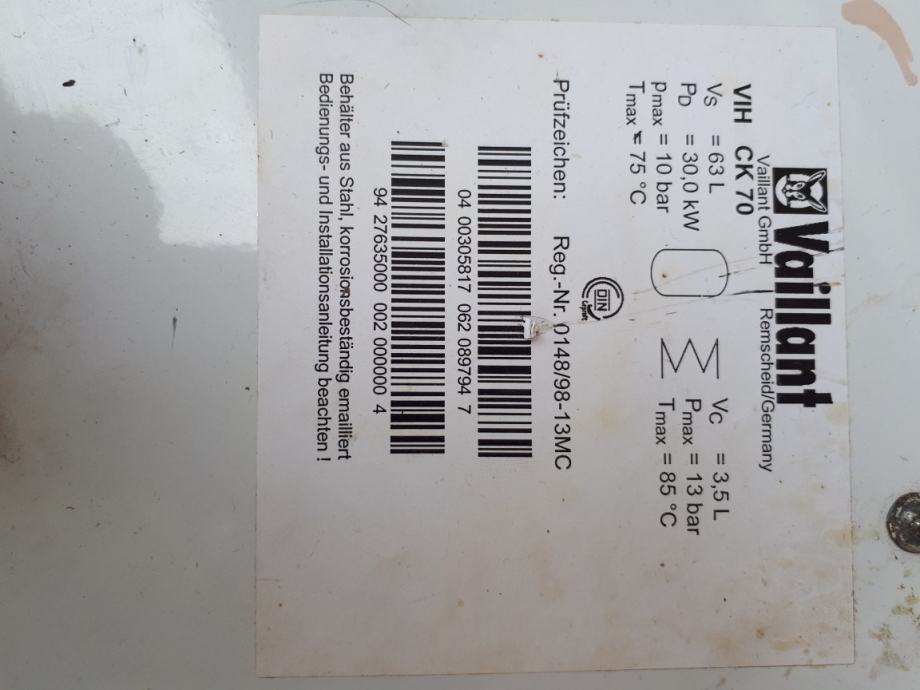 Vaillant
Vaillant GmbH Remscheid/Germany
VIH CK 70
Vs = 63 L
PD = 30,0 kW
pmax = 10 bar
Tmax = 75 °C
Vc = 3,5 L
Pmax = 13 bar
Tmax = 85 °C
DIN
Prüfzeichen: Reg.-Nr. 0148/98-13MC
04 00305817 062 089794 7
94 27635000 002 000000 4
Behälter aus Stahl, korrosionsbeständig emailliert
Bedienungs- und Installationsanleitung beachten !